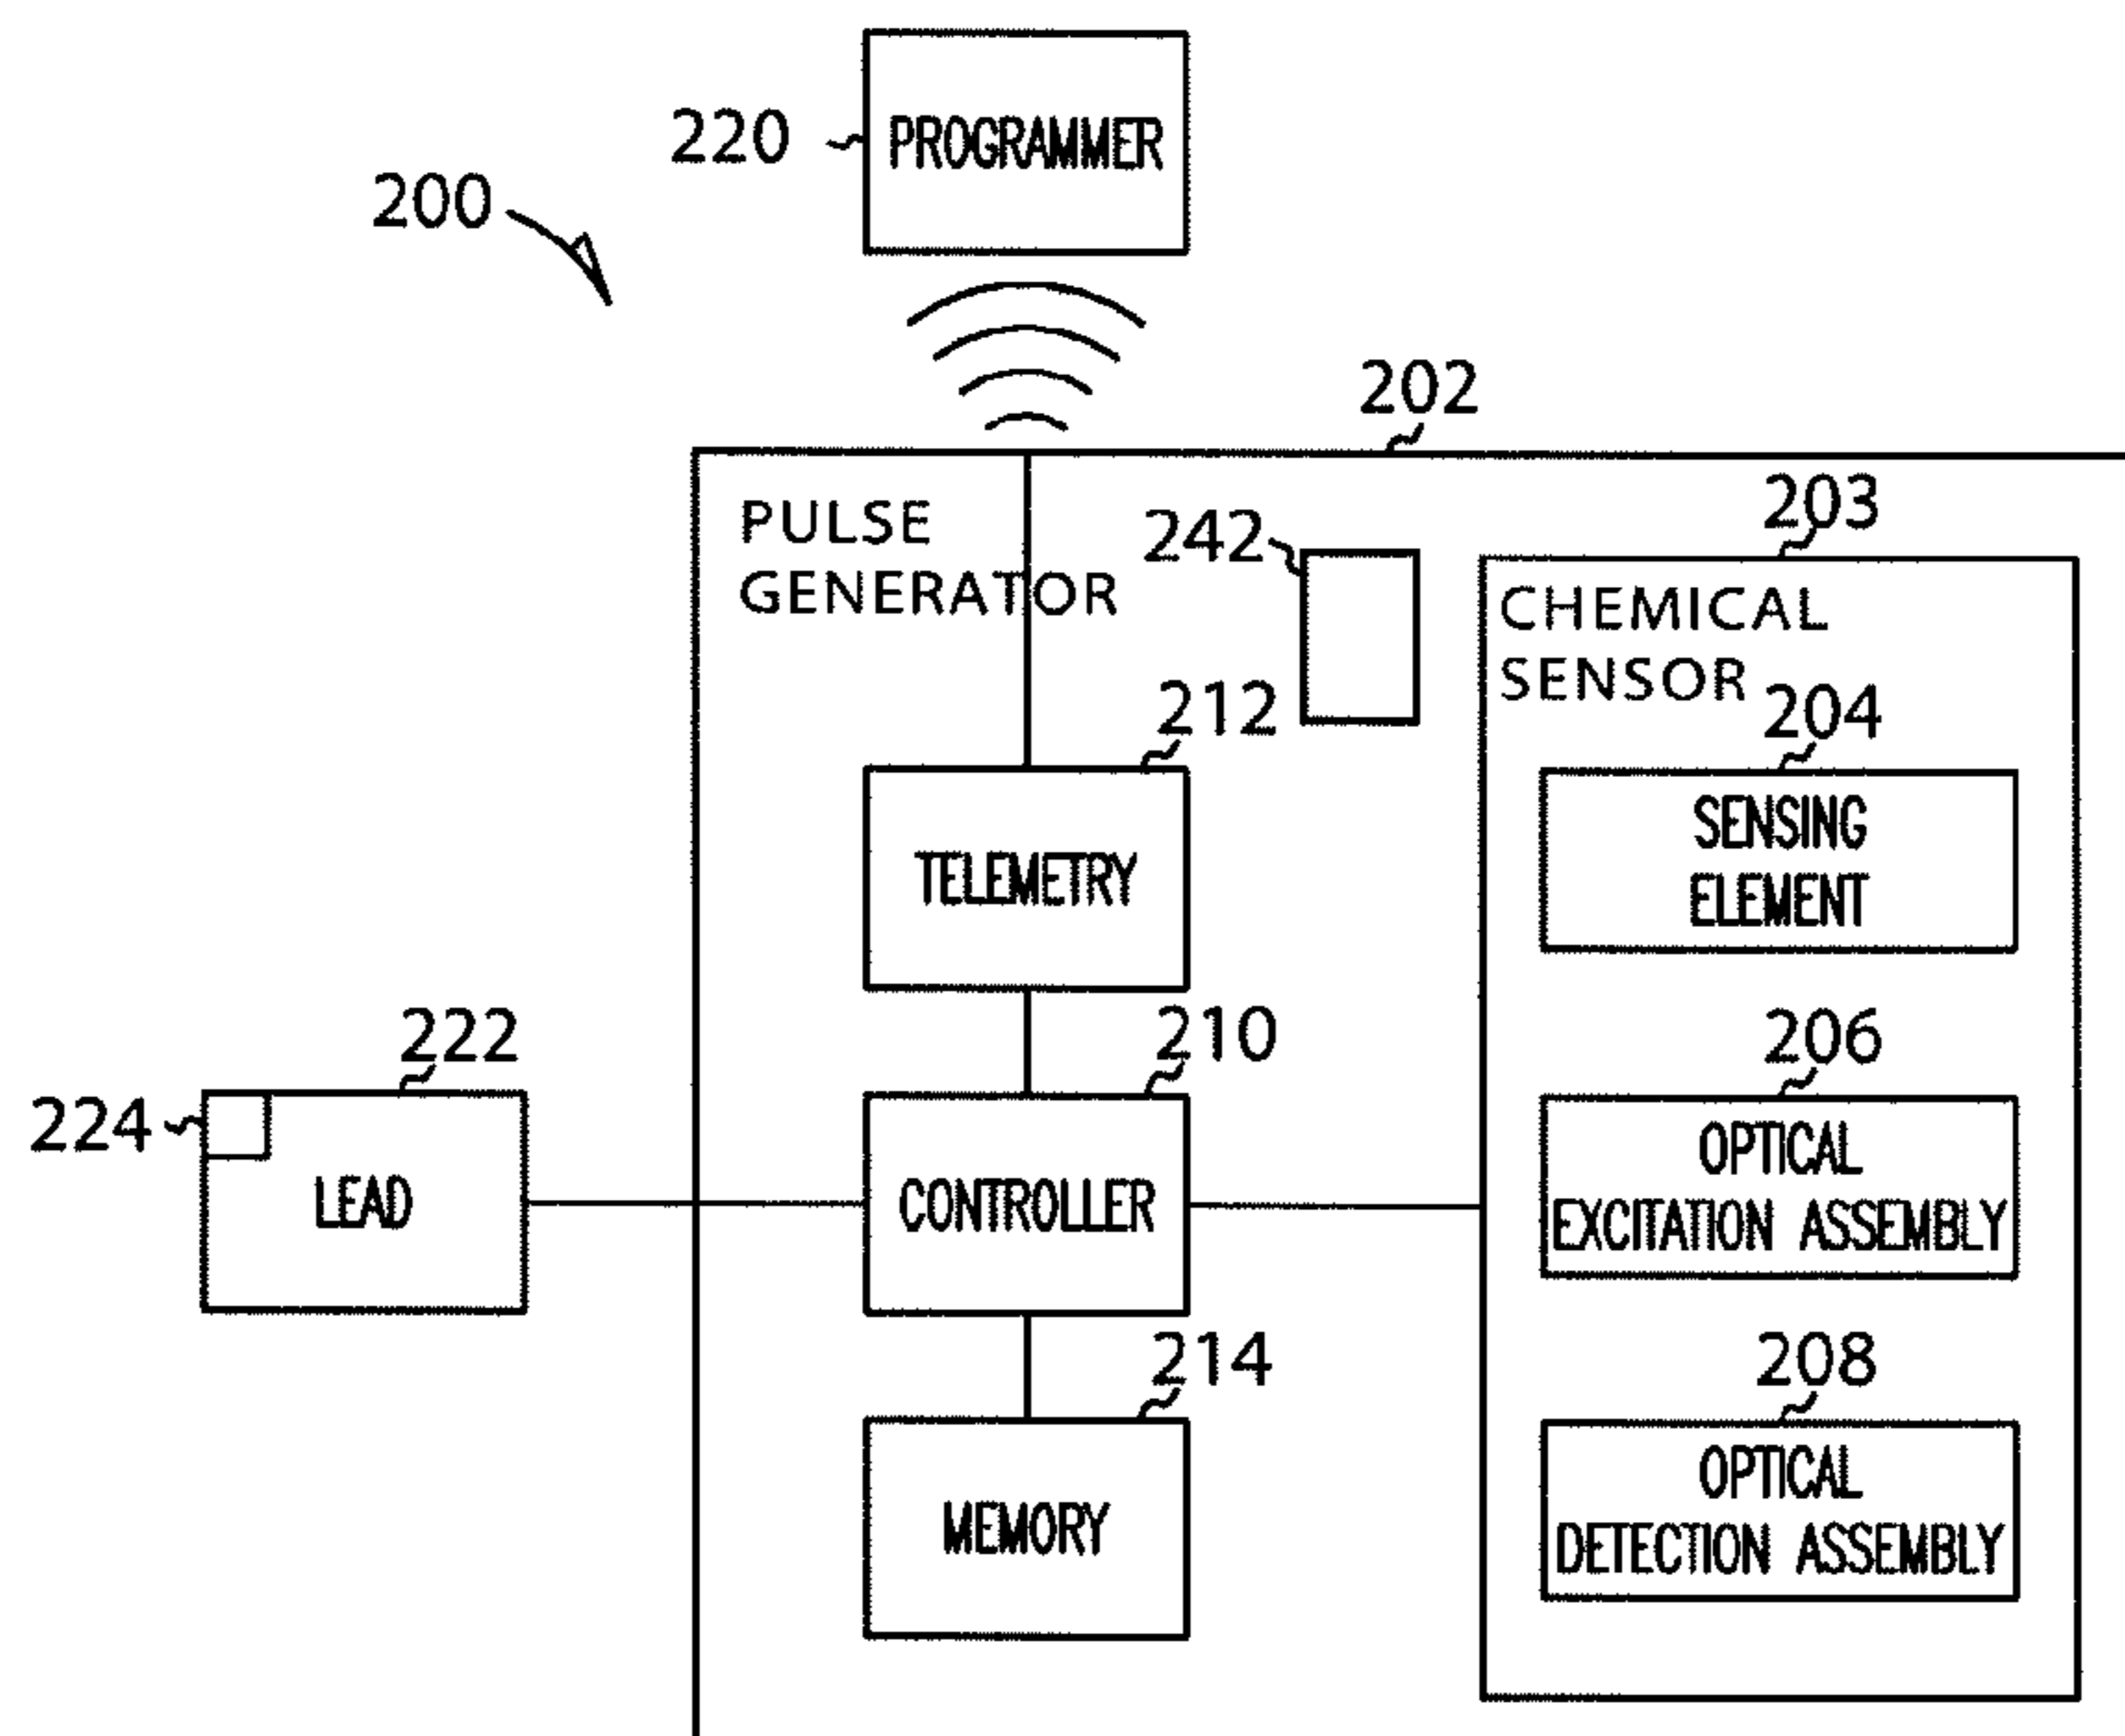 220
PROGRAMMER
200
202
203
PULSE
GENERATOR
242
CHEMICAL
SENSOR
212
204
TELEMETRY
SENSING
ELEMENT
222
210
206
224
LEAD
CONTROLLER
OPTICAL
EXCITATION ASSEMBLY
214
208
MEMORY
OPTICAL
DETECTION ASSEMBLY